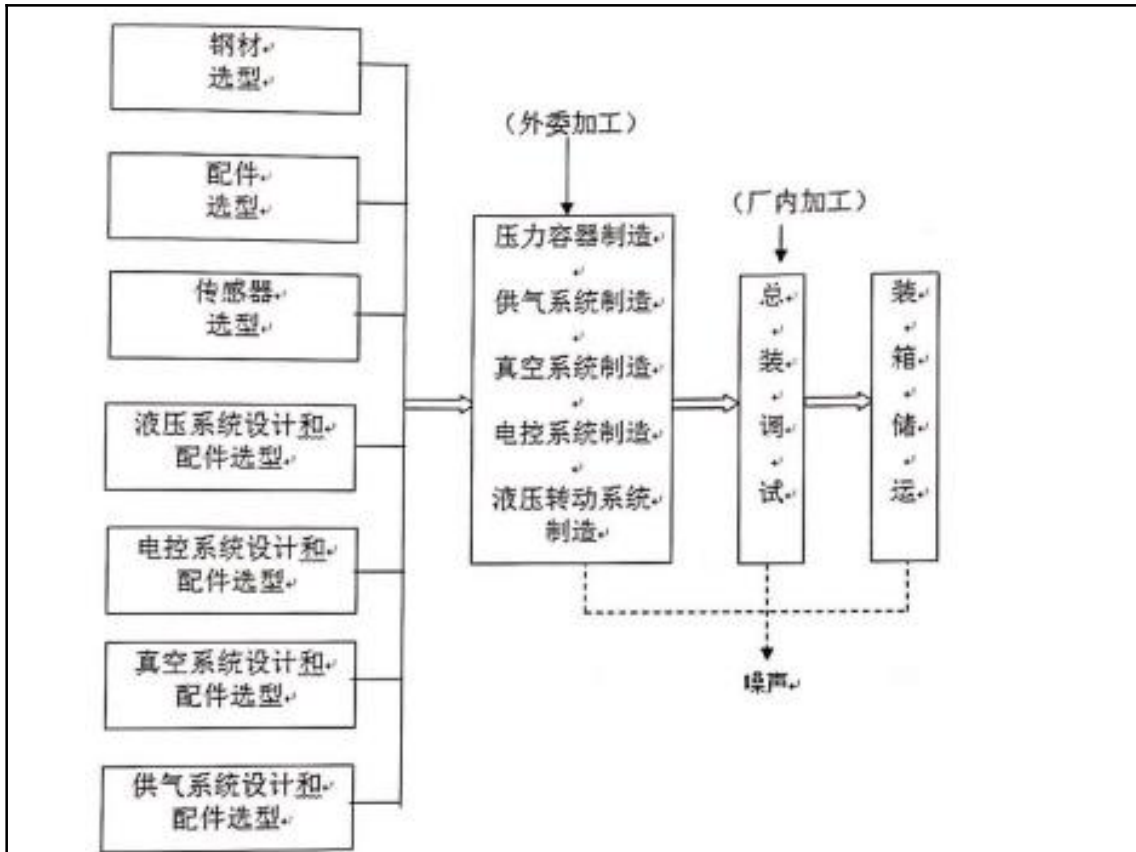 钢材
选型
配件
选型
传感器
选型
液压系统设计和
配件选型
电控系统设计和
配件选型
真空系统设计和
配件选型
供气系统设计和
配件选型
（外委加工）
压力容器制造
供气系统制造
真空系统制造
电控系统制造
液压转动系统
制造
（厂内加工）
总装调试
装箱储运
噪声